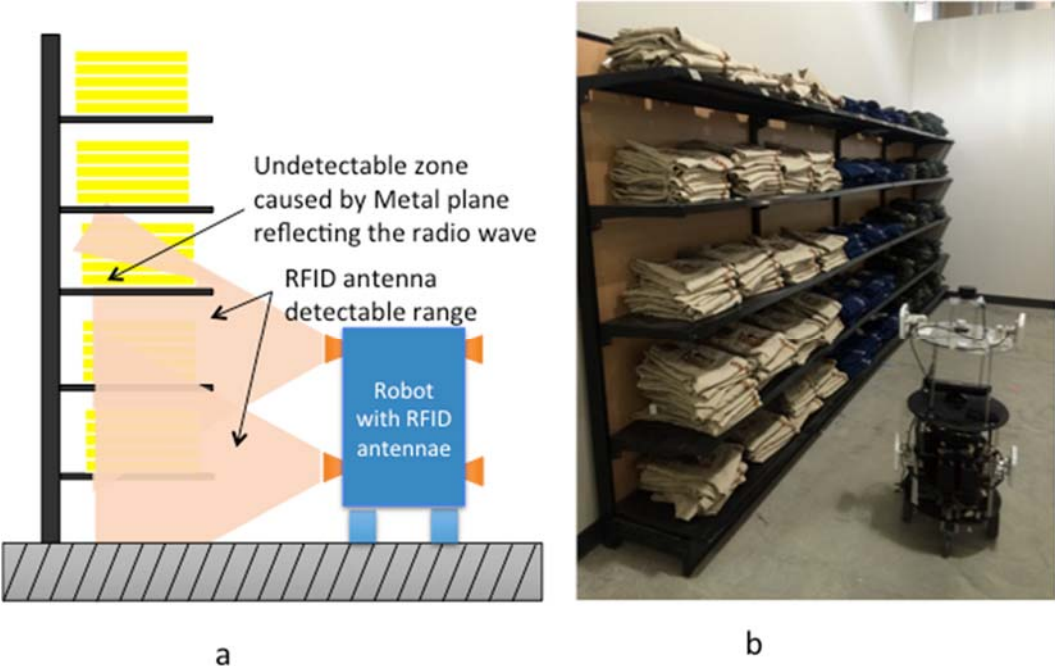 Undetectable zone
caused by Metal plane
reflecting the radio wave
RFID antenna
detectable range
Robot
with RFID
antennae
a
b